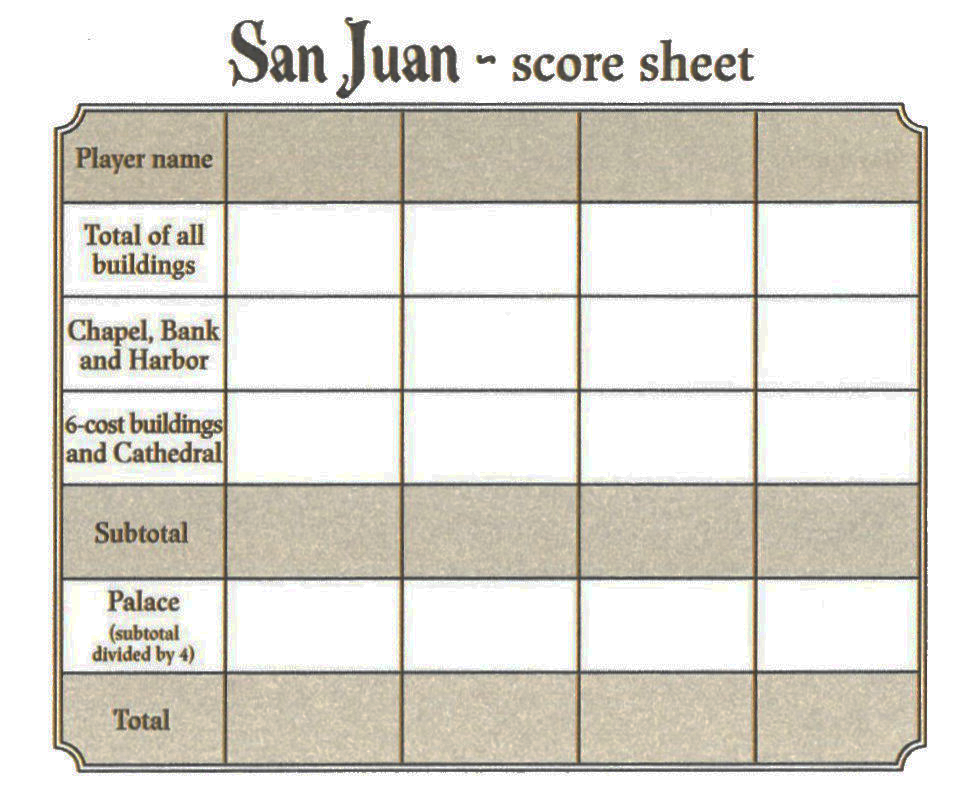 San Juan - score sheet
Player name
Total of all
buildings
Chapel, Bank
and Harbor
6-cost buildings
and Cathedral
Subtotal
Palace
(subtotal
divided by 4)
Total